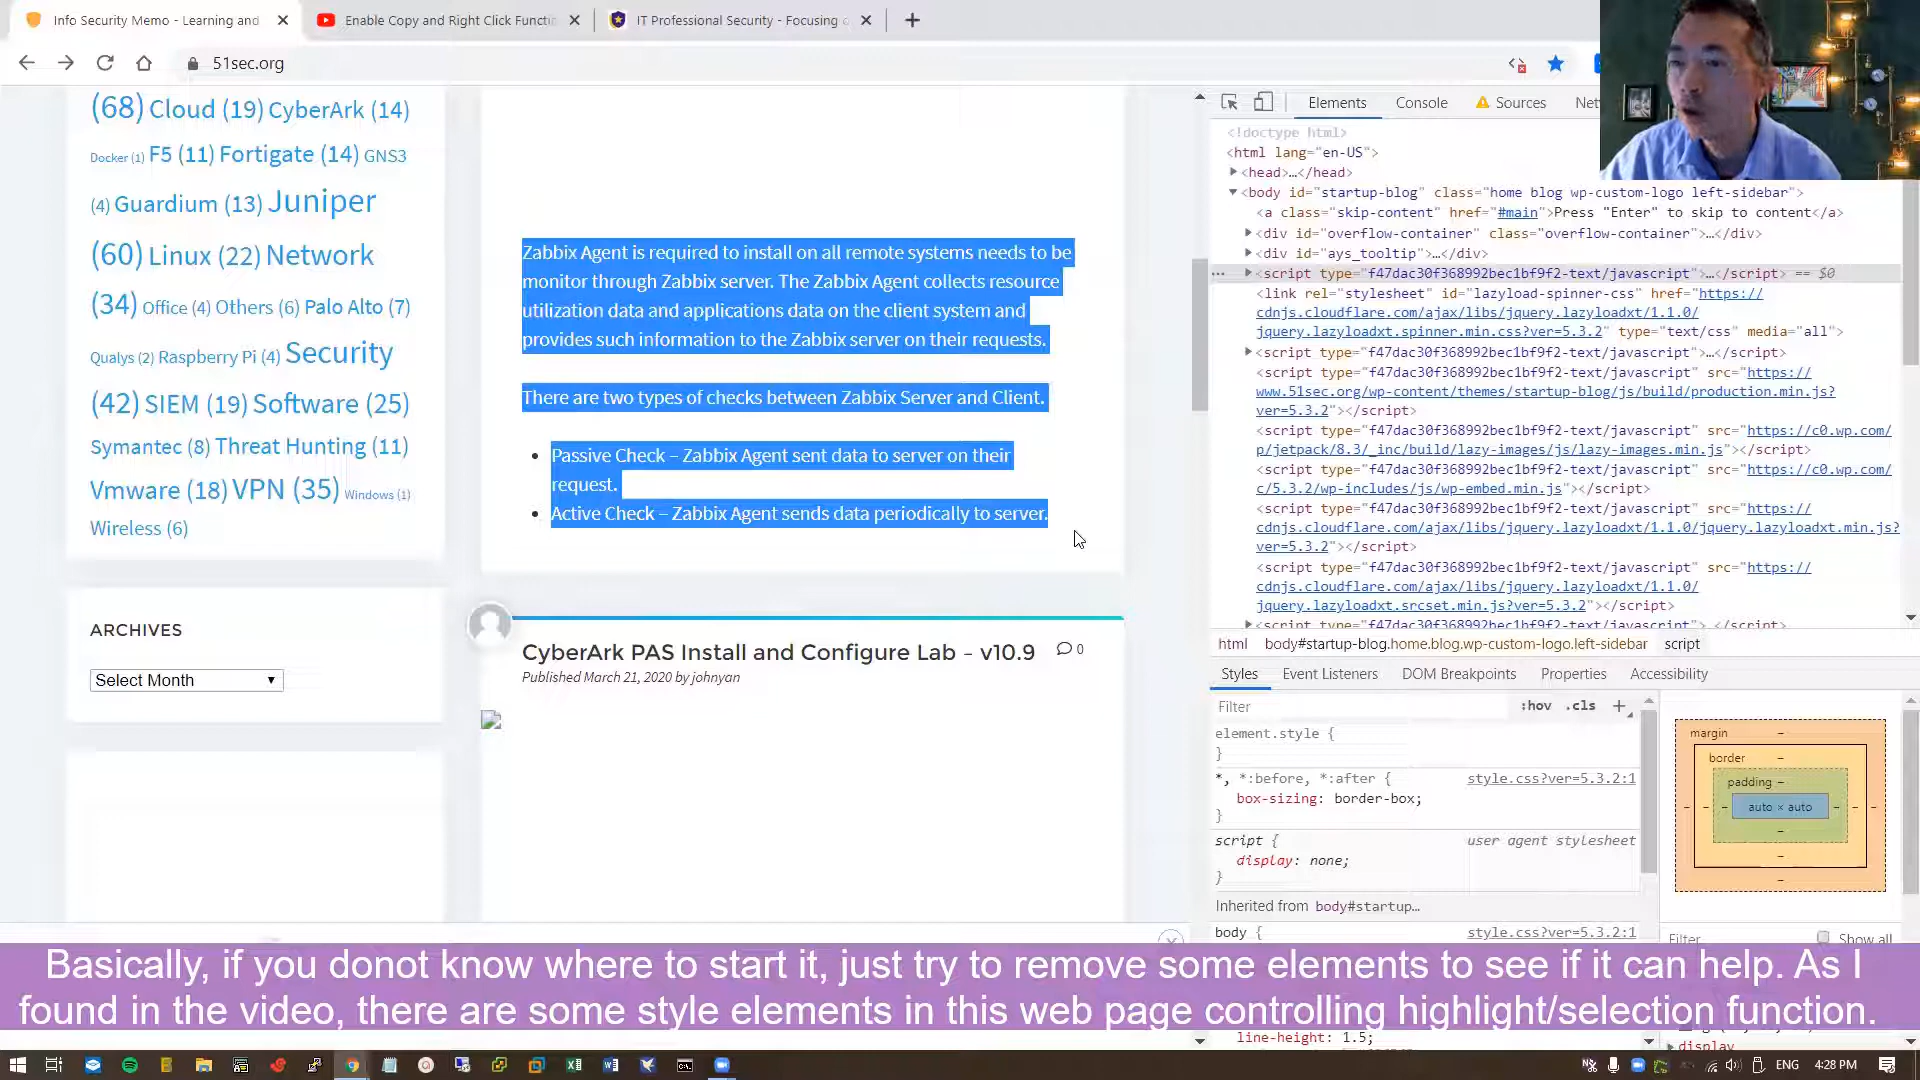 Info Security Memo - Learning and
Enable Copy and Right Click Functi
IT Professional Security - Focusing o
51sec.org
(68) Cloud (19) CyberArk (14)
Docker (1) F5 (11) Fortigate (14) GNS3
(4) Guardium (13) Juniper
(60) Linux (22) Network
(34) Office (4) Others (6) Palo Alto (7)
Qualys (2) Raspberry Pi (4) Security
(42) SIEM (19) Software (25)
Symantec (8) Threat Hunting (11)
Vmware (18) VPN (35) Windows (1)
Wireless (6)
ARCHIVES
Select Month
Zabbix Agent is required to install on all remote systems needs to be
monitor through Zabbix server. The Zabbix Agent collects resource
utilization data and applications data on the client system and
provides such information to the Zabbix server on their requests.
There are two types of checks between Zabbix Server and Client.
• Passive Check – Zabbix Agent sent data to server on their
request.
• Active Check – Zabbix Agent sends data periodically to server.
CyberArk PAS Install and Configure Lab – v10.9
0
Published March 21, 2020 by johnyan
Elements Console Sources Net
<!doctype html>
<html lang="en-US">
<head>…</head>
<body id="startup-blog" class="home blog wp-custom-logo left-sidebar">
<a class="skip-content" href="#main">Press "Enter" to skip to content</a>
<div id="overflow-container" class="overflow-container">…</div>
<div id="ays_tooltip">…</div>
<script type="f47dac30f368992bec1bf9f2-text/javascript">…</script> == $0
<link rel="stylesheet" id="lazyload-spinner-css" href="https://
cdnjs.cloudflare.com/ajax/libs/jquery.lazyloadxt/1.1.0/
jquery.lazyloadxt.spinner.min.css?ver=5.3.2" type="text/css" media="all">
<script type="f47dac30f368992bec1bf9f2-text/javascript">…</script>
<script type="f47dac30f368992bec1bf9f2-text/javascript" src="https://
www.51sec.org/wp-content/themes/startup-blog/js/build/production.min.js?
ver=5.3.2"></script>
<script type="f47dac30f368992bec1bf9f2-text/javascript" src="https://c0.wp.com/
p/jetpack/8.3/_inc/build/lazy-images/js/lazy-images.min.js"></script>
<script type="f47dac30f368992bec1bf9f2-text/javascript" src="https://c0.wp.com/
c/5.3.2/wp-includes/js/wp-embed.min.js"></script>
<script type="f47dac30f368992bec1bf9f2-text/javascript" src="https://
cdnjs.cloudflare.com/ajax/libs/jquery.lazyloadxt/1.1.0/jquery.lazyloadxt.min.js?
ver=5.3.2"></script>
<script type="f47dac30f368992bec1bf9f2-text/javascript" src="https://
cdnjs.cloudflare.com/ajax/libs/jquery.lazyloadxt/1.1.0/
jquery.lazyloadxt.srcset.min.js?ver=5.3.2"></script>
<script type="f47dac30f368992bec1bf9f2-text/javascript">…</script>
html body#startup-blog.home.blog.wp-custom-logo.left-sidebar script
Styles Event Listeners DOM Breakpoints Properties Accessibility
Filter :hov .cls +
element.style {
}
*, *:before, *:after { style.css?ver=5.3.2:1
box-sizing: border-box;
}
script { user agent stylesheet
display: none;
}
Inherited from body#startup…
body { style.css?ver=5.3.2:1
line-height: 1.5;
margin –
border –
padding –
auto × auto
Filter Show all
display
Basically, if you donot know where to start it, just try to remove some elements to see if it can help. As I
found in the video, there are some style elements in this web page controlling highlight/selection function.
ENG 4:28 PM